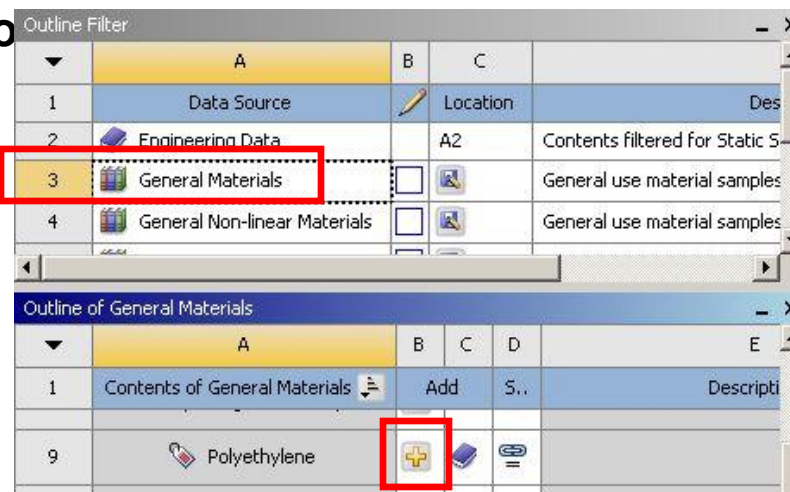 Outline Filter
A B C
1 Data Source Location Des
2 Engineering Data A2 Contents filtered for Static S
3 General Materials General use material samples
4 General Non-linear Materials General use material samples
Outline of General Materials
A B C D E
1 Contents of General Materials Add S.. Descripti
9 Polyethylene